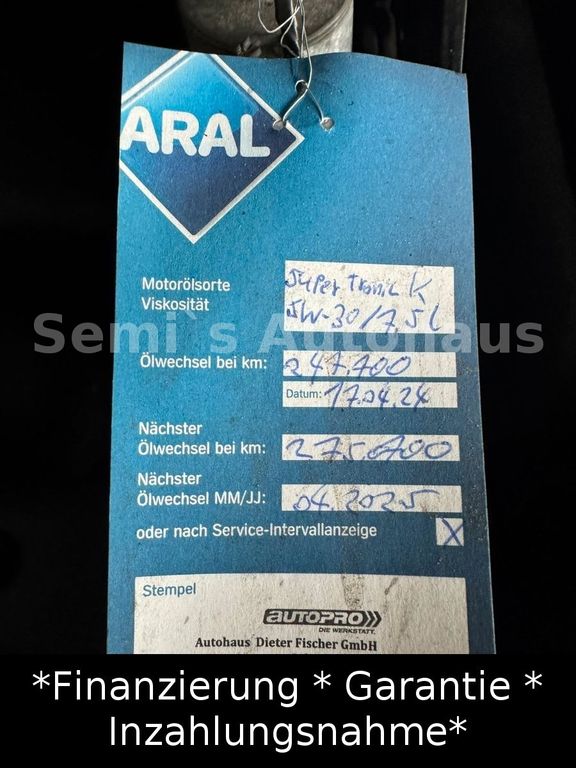 ARAL
Motorölsorte Super Tronic K
Viskosität 5W-30/7,5L
Semi`s Autohaus
Ölwechsel bei km: 247.700
Datum: 17.04.24
Nächster
Ölwechsel bei km: 275.700
Nächster
Ölwechsel MM/JJ: 04.2025
oder nach Service-Intervallanzeige X
Stempel
AUTOPRO
DIE WERKSTATT.
Autohaus Dieter Fischer GmbH
*Finanzierung * Garantie *
Inzahlungsnahme*